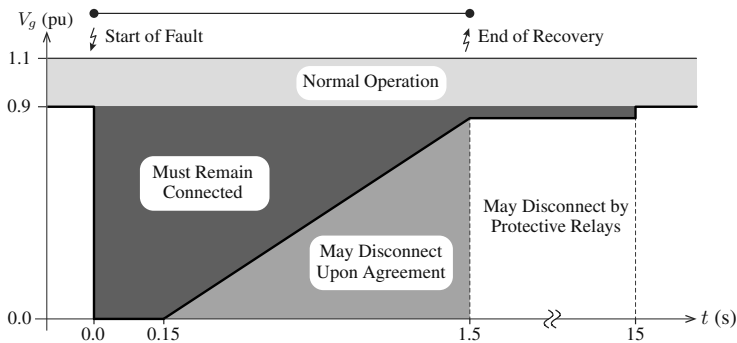 V_g (pu)
Start of Fault
End of Recovery
1.1
Normal Operation
0.9
Must Remain
Connected
May Disconnect by
Protective Relays
May Disconnect
Upon Agreement
0.0
t (s)
0.0
0.15
1.5
15